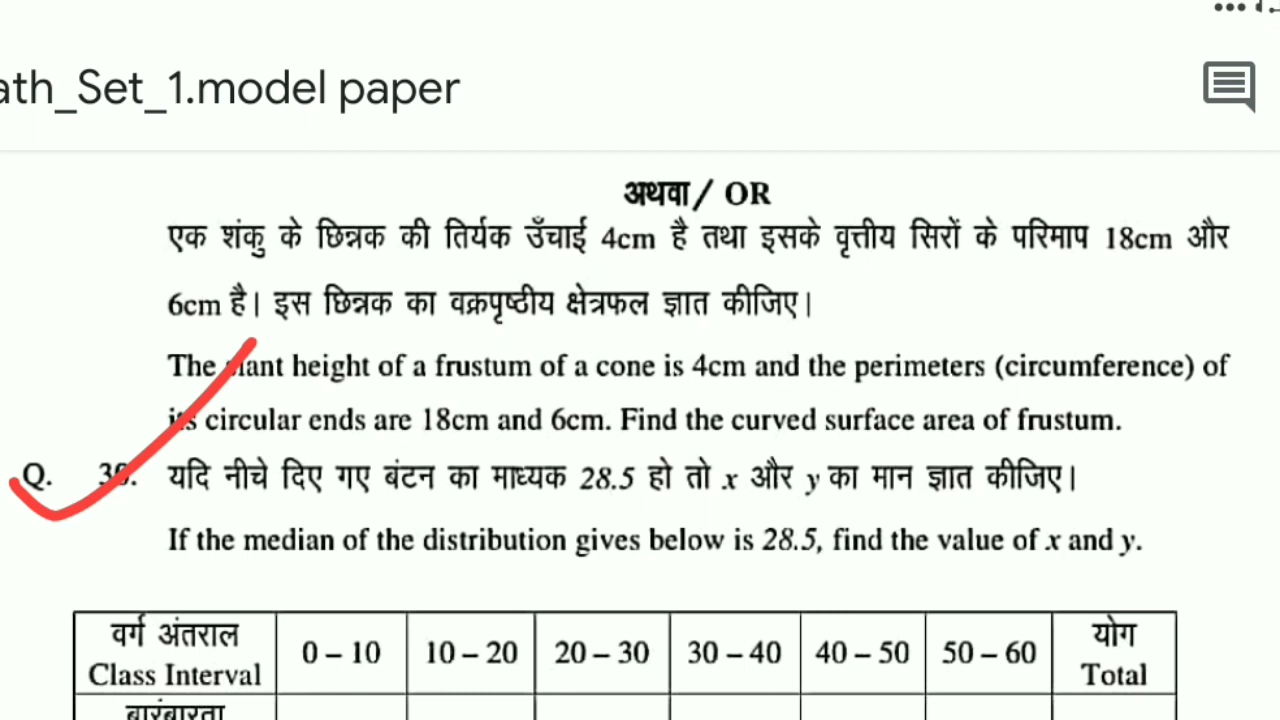 ath_Set_1.model paper
अथवा / OR
एक शंकु के छिन्नक की तिर्यक उँचाई 4cm है तथा इसके वृत्तीय सिरों के परिमाप 18cm और
6cm है। इस छिन्नक का वक्रपृष्ठीय क्षेत्रफल ज्ञात कीजिए।
The slant height of a frustum of a cone is 4cm and the perimeters (circumference) of
its circular ends are 18cm and 6cm. Find the curved surface area of frustum.
Q. 30. यदि नीचे दिए गए बंटन का माध्यक 28.5 हो तो x और y का मान ज्ञात कीजिए।
If the median of the distribution gives below is 28.5, find the value of x and y.
वर्ग अंतराल
Class Interval
0 – 10 10 – 20 20 – 30 30 – 40 40 – 50 50 – 60
योग
Total
बारंबारता